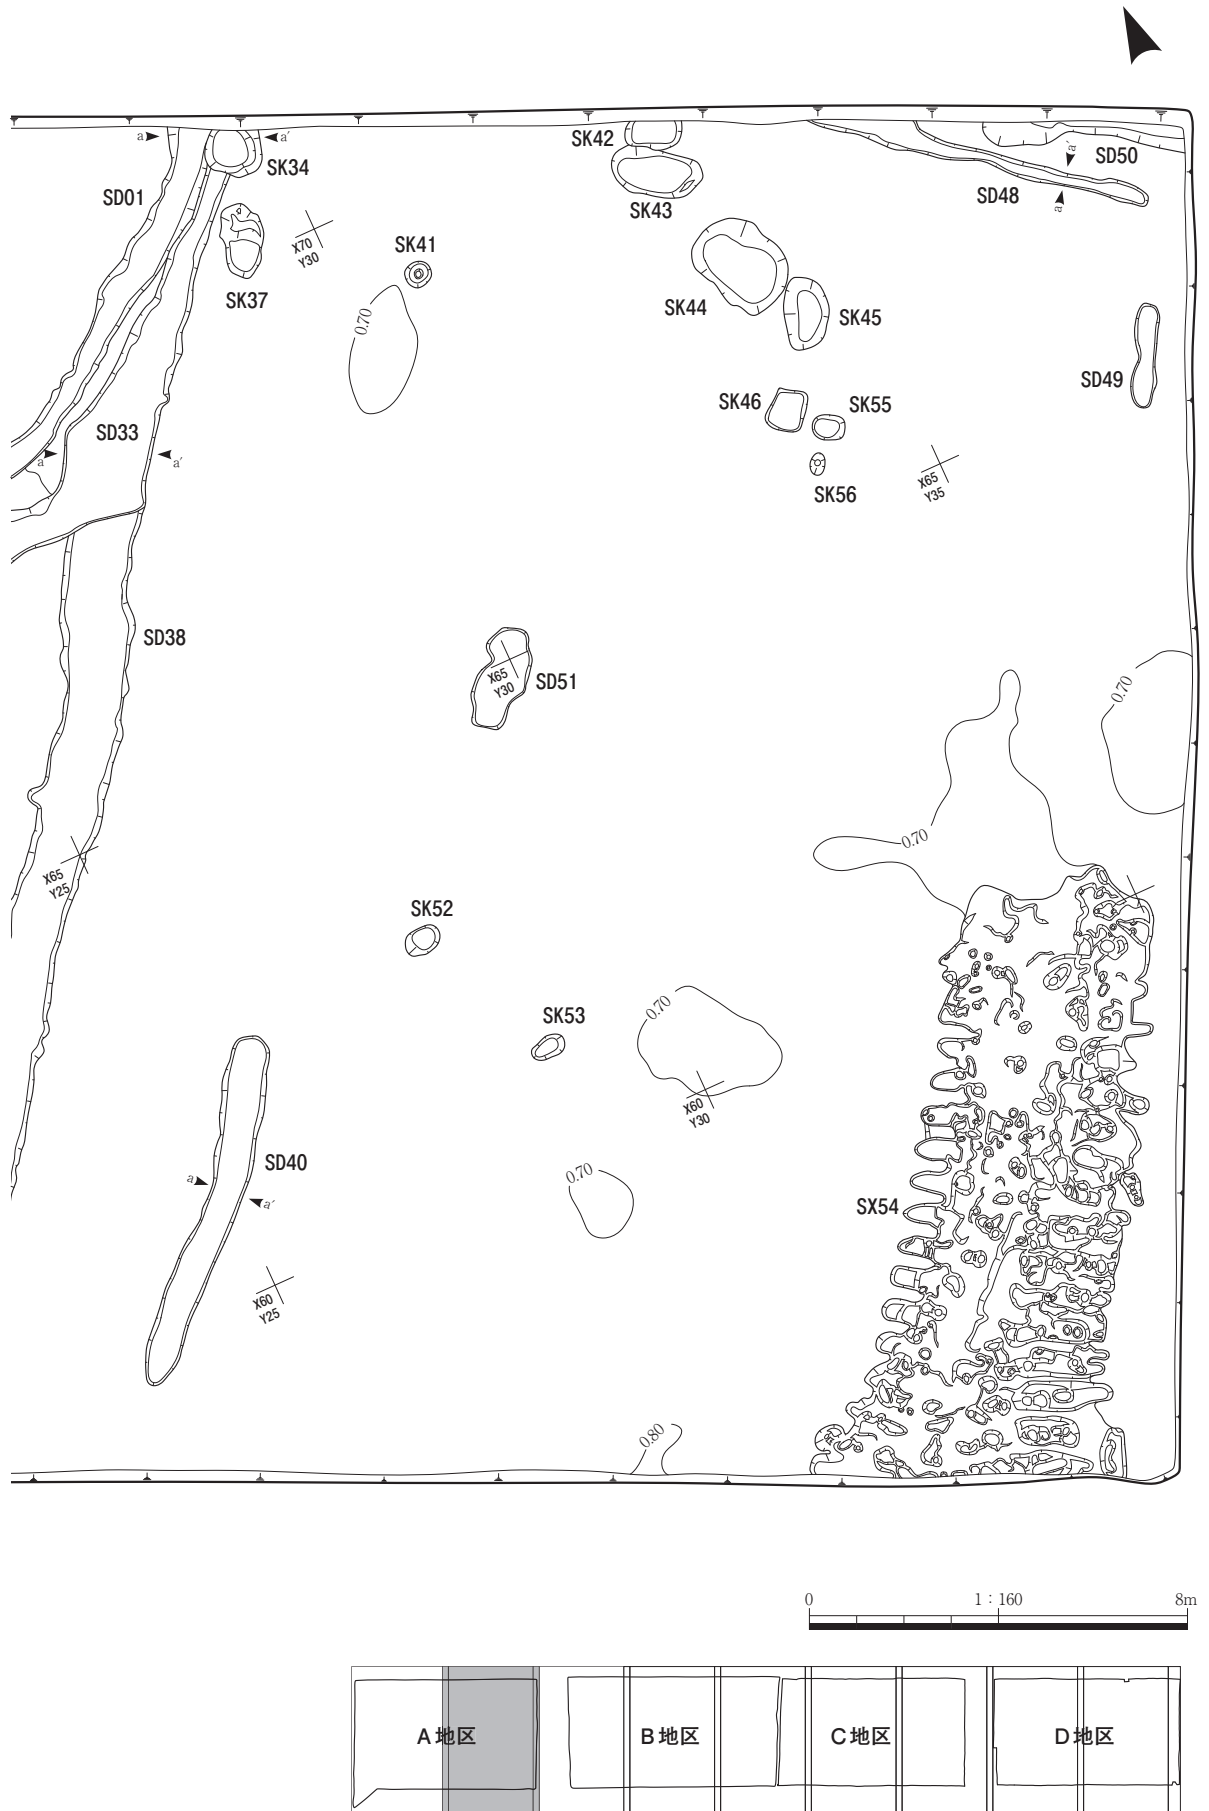 a
a′
SK34
SD01
SK42
SK43
SD50
a′
SD48
a
X70
Y30
SK37
SK41
0.70
SK44
SK45
SD49
SK46
SK55
SD33
a
a′
SK56
X65
Y35
SD38
X65
Y30
SD51
0.70
0.70
X65
Y25
SK52
SK53
0.70
X60
Y30
SD40
a
a′
0.70
SX54
X60
Y25
0.80
0
1：160
8m
A地区
B地区
C地区
D地区